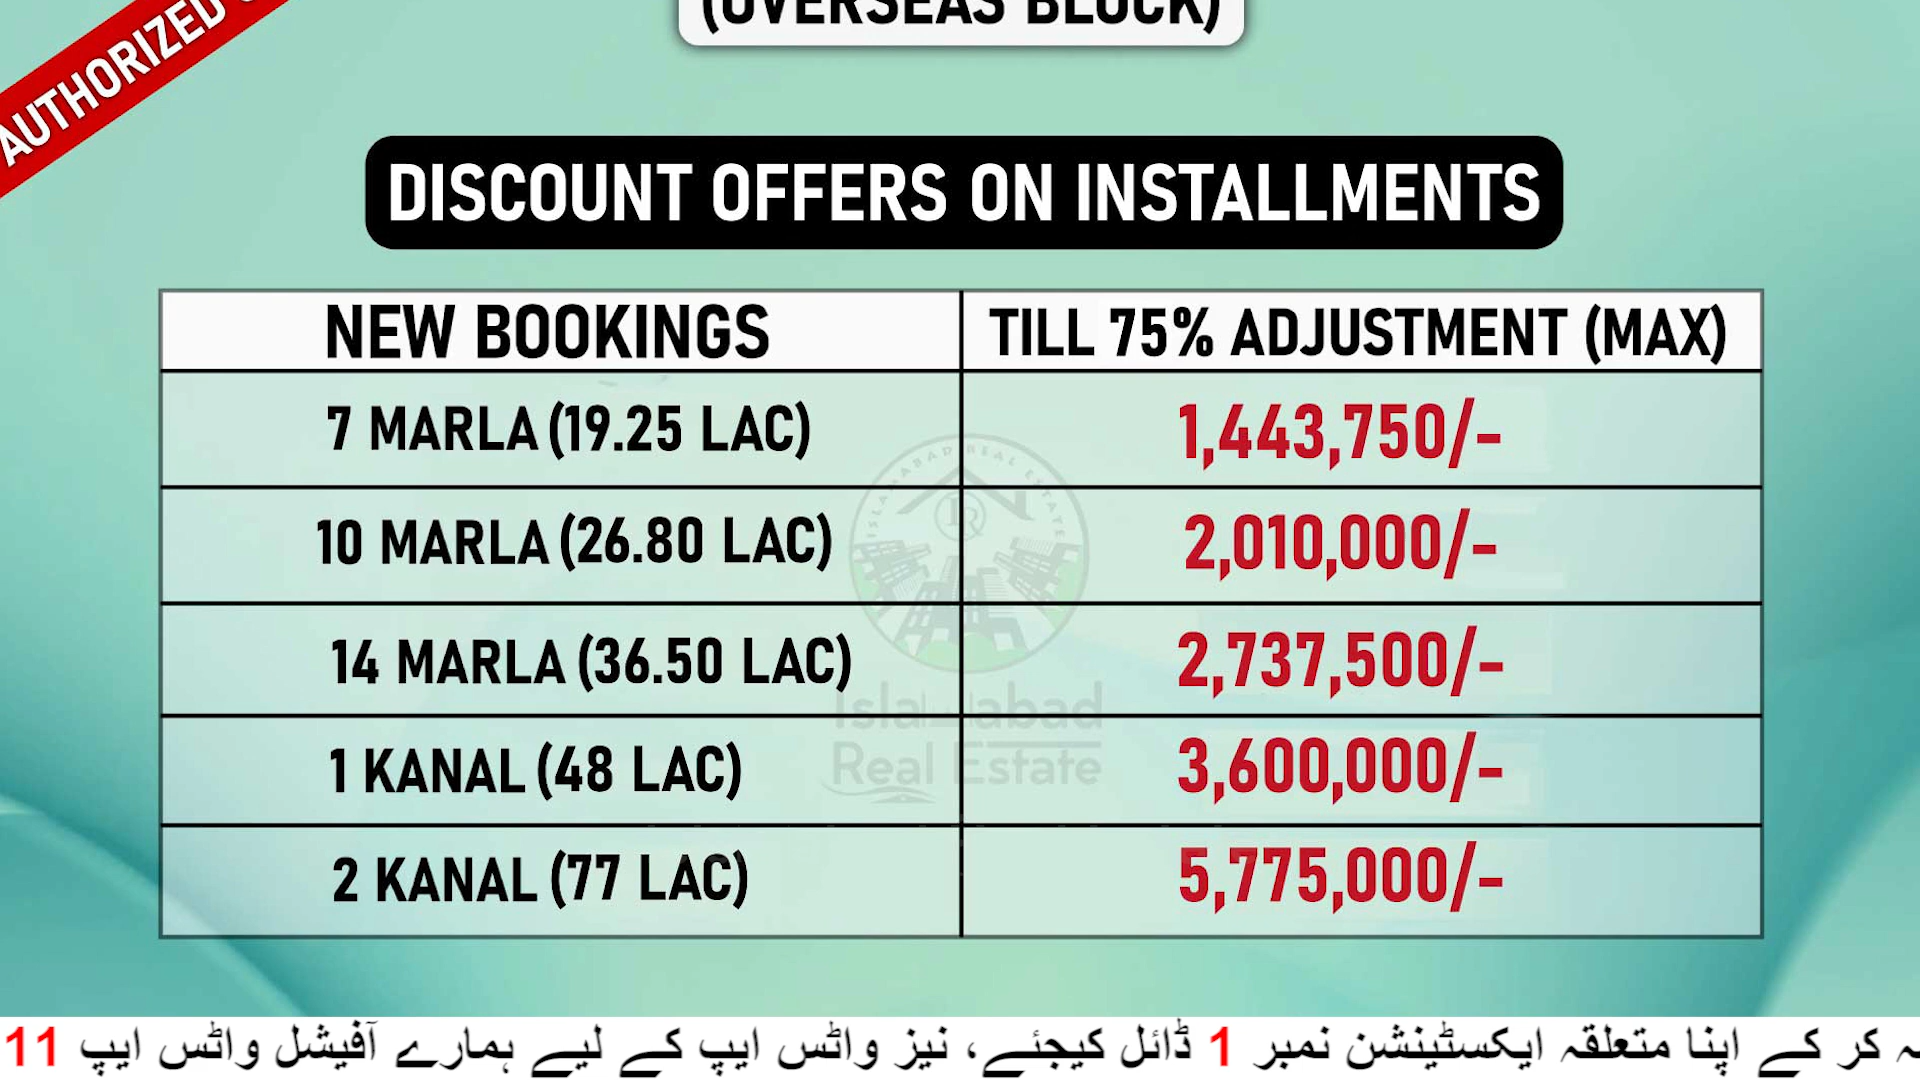 AUTHORIZED
(OVERSEAS BLOCK)
DISCOUNT OFFERS ON INSTALLMENTS
NEW BOOKINGS TILL 75% ADJUSTMENT (MAX)
7 MARLA (19.25 LAC) 1,443,750/-
10 MARLA (26.80 LAC) 2,010,000/-
14 MARLA (36.50 LAC) 2,737,500/-
1 KANAL (48 LAC) 3,600,000/-
2 KANAL (77 LAC) 5,775,000/-
ISLAMABAD REAL ESTATE
Islamabad
Real Estate
کر کے اپنا متعلقہ ایکسٹینشن نمبر 1 ڈائل کیجئے، نیز واٹس ایپ کے لیے ہمارے آفیشل واٹس ایپ 11